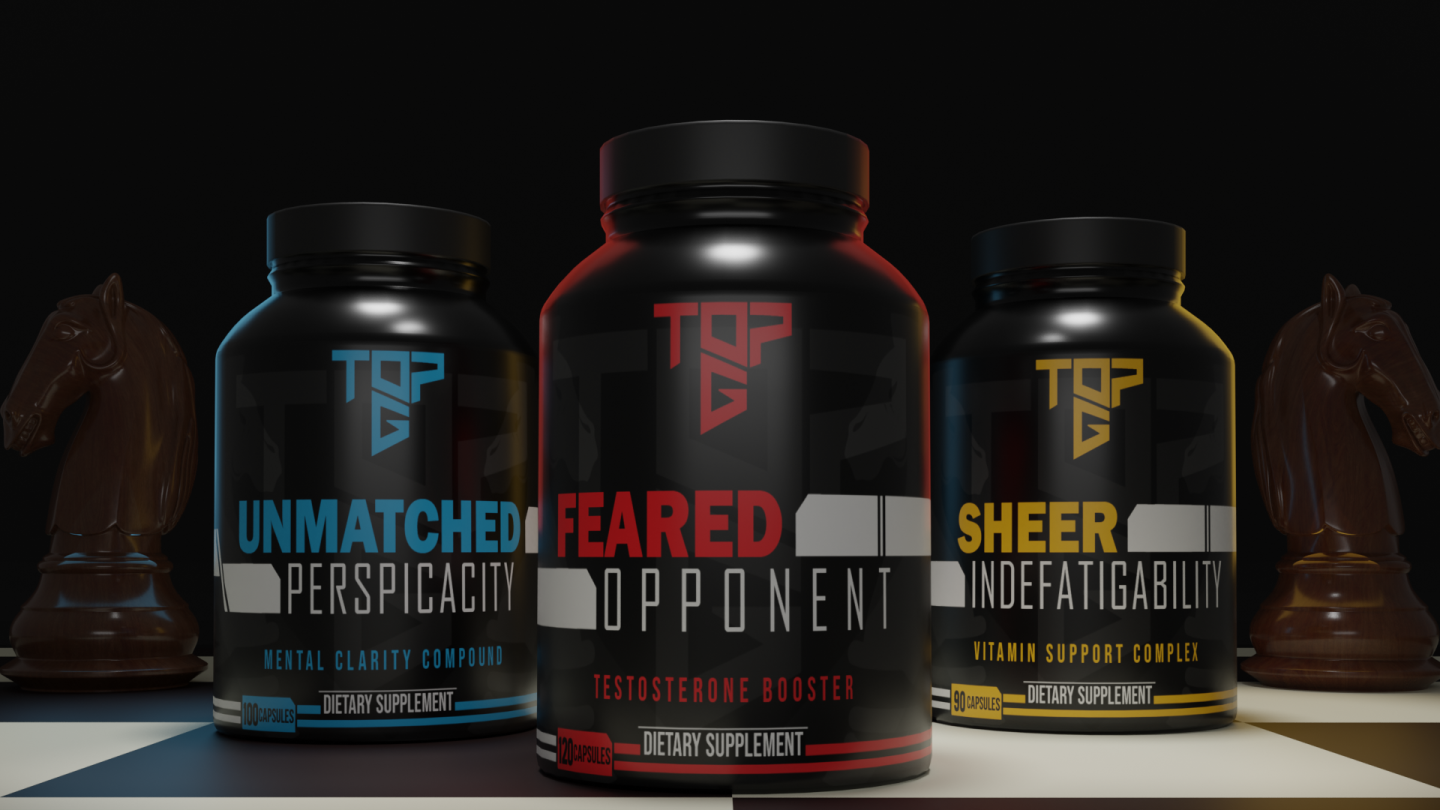 TOP
G
UNMATCHED
PERSPICACITY
MENTAL CLARITY COMPOUND
100 CAPSULES
DIETARY SUPPLEMENT
TOP
G
FEARED
OPPONENT
TESTOSTERONE BOOSTER
120 CAPSULES
DIETARY SUPPLEMENT
TOP
G
SHEER
INDEFATIGABILITY
VITAMIN SUPPORT COMPLEX
90 CAPSULES
DIETARY SUPPLEMENT